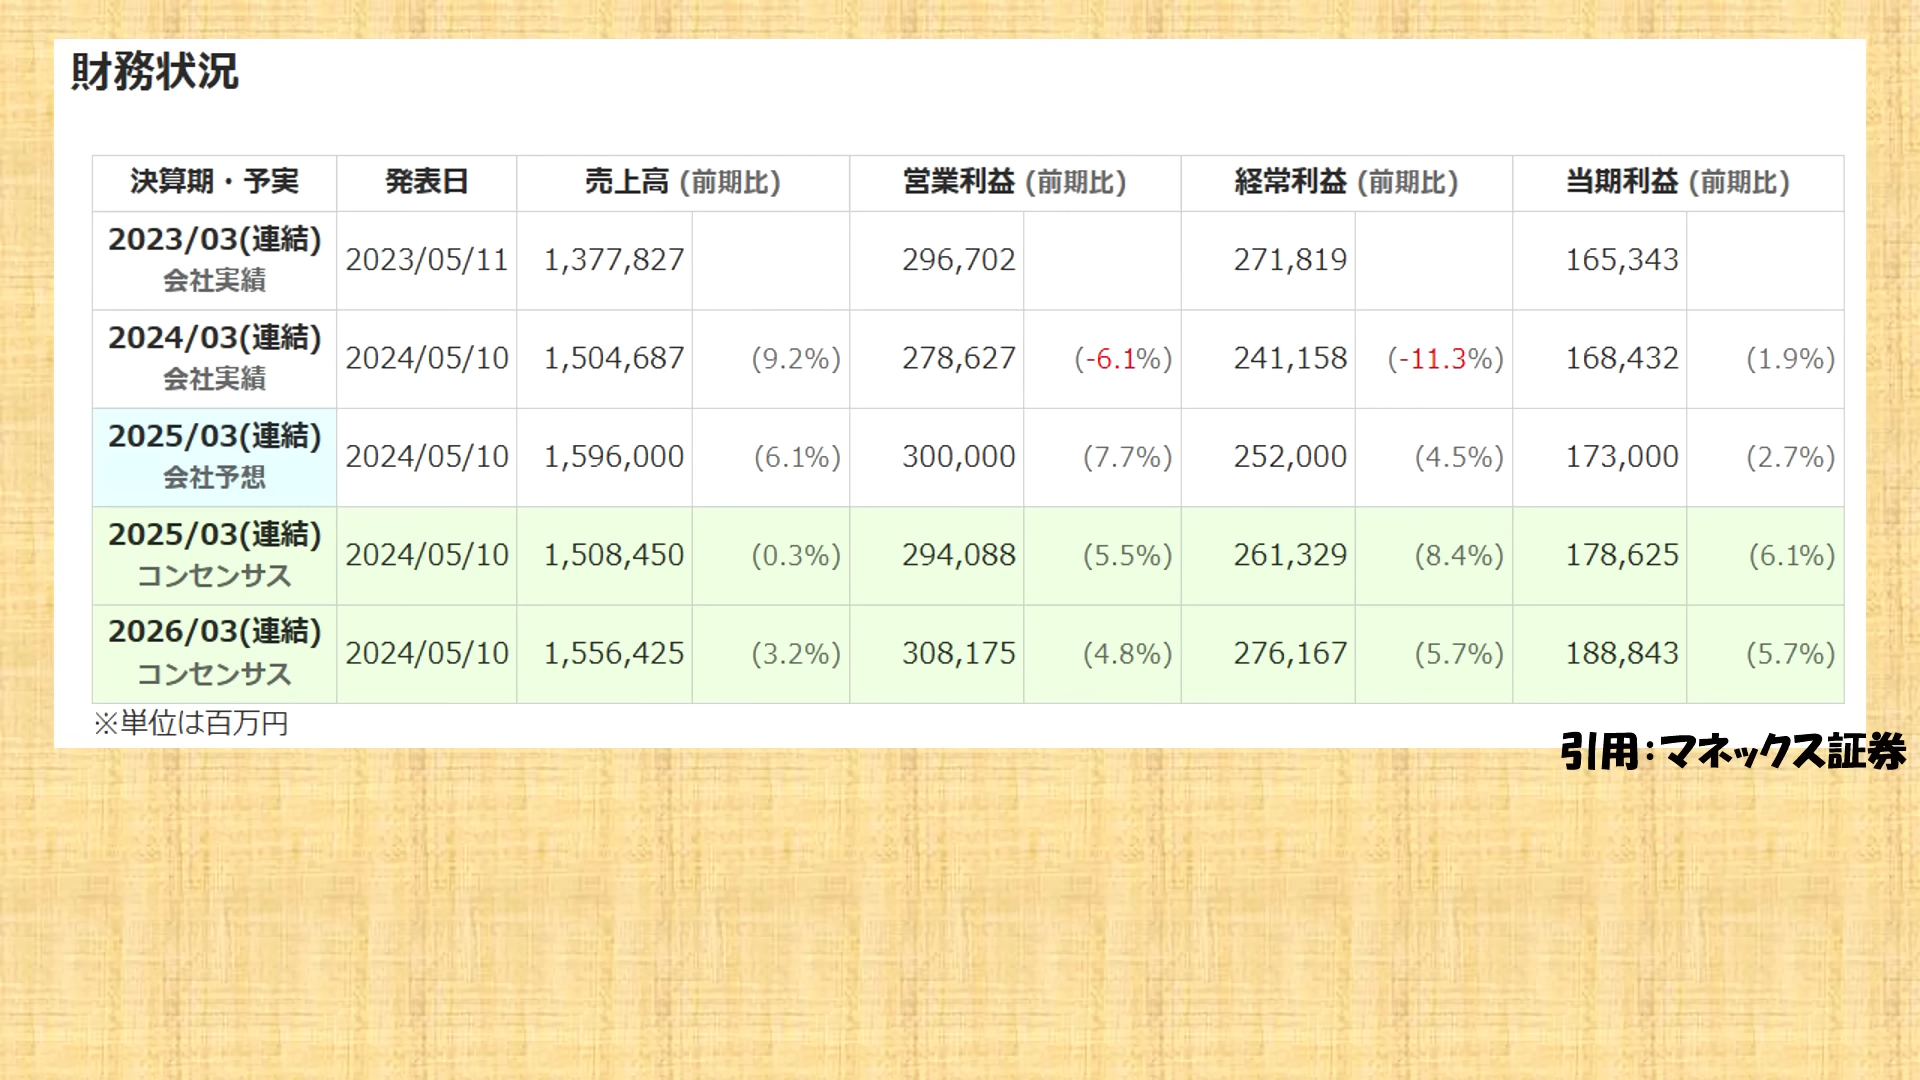 財務状況
決算期・予実 発表日 売上高 (前期比) 営業利益 (前期比) 経常利益 (前期比) 当期利益 (前期比)
2023/03(連結)
会社実績
2023/05/11 1,377,827 296,702 271,819 165,343
2024/03(連結)
会社実績
2024/05/10 1,504,687 (9.2%) 278,627 (-6.1%) 241,158 (-11.3%) 168,432 (1.9%)
2025/03(連結)
会社予想
2024/05/10 1,596,000 (6.1%) 300,000 (7.7%) 252,000 (4.5%) 173,000 (2.7%)
2025/03(連結)
コンセンサス
2024/05/10 1,508,450 (0.3%) 294,088 (5.5%) 261,329 (8.4%) 178,625 (6.1%)
2026/03(連結)
コンセンサス
2024/05/10 1,556,425 (3.2%) 308,175 (4.8%) 276,167 (5.7%) 188,843 (5.7%)
※単位は百万円
引用：マネックス証券